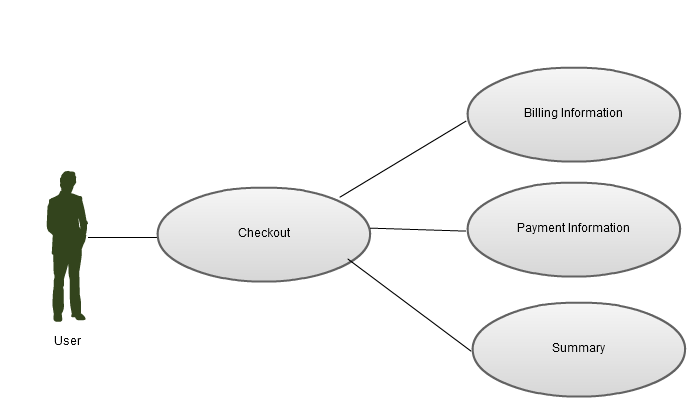 Billing Information
Payment Information
Checkout
User
Summary